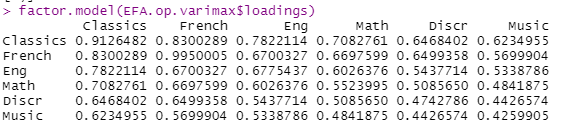 > factor.model(EFA.op.varimax$loadings)
Classics French Eng Math Discr Music
Classics 0.9126482 0.8300289 0.7822114 0.7082761 0.6468402 0.6234955
French 0.8300289 0.9950005 0.6700327 0.6697599 0.6499358 0.5699904
Eng 0.7822114 0.6700327 0.6775437 0.6026376 0.5437714 0.5338786
Math 0.7082761 0.6697599 0.6026376 0.5523995 0.5085650 0.4841875
Discr 0.6468402 0.6499358 0.5437714 0.5085650 0.4742786 0.4426574
Music 0.6234955 0.5699904 0.5338786 0.4841875 0.4426574 0.4259905